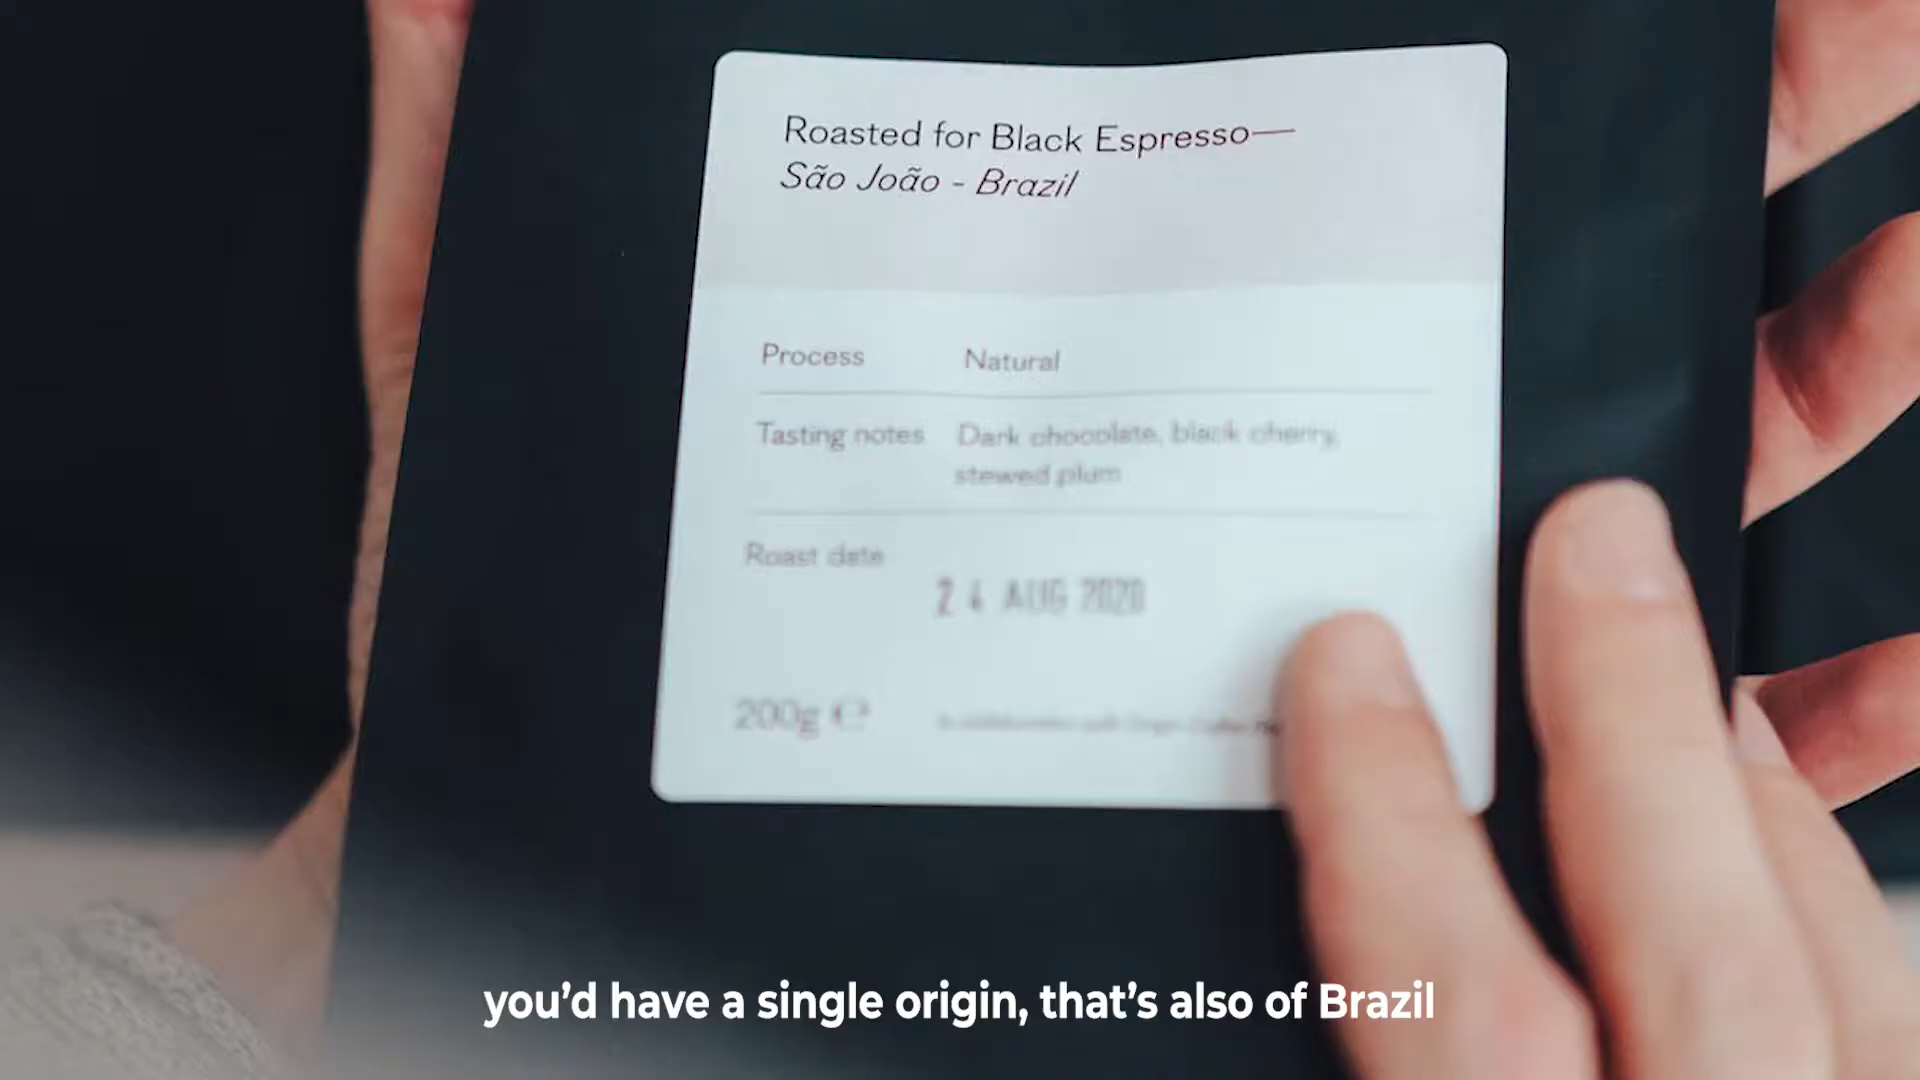 Roasted for Black Espresso—
São João - Brazil
Process Natural
Tasting notes Dark chocolate, black cherry,
stewed plum
Roast date
24 AUG 2020
200g ℮
you'd have a single origin, that's also of Brazil